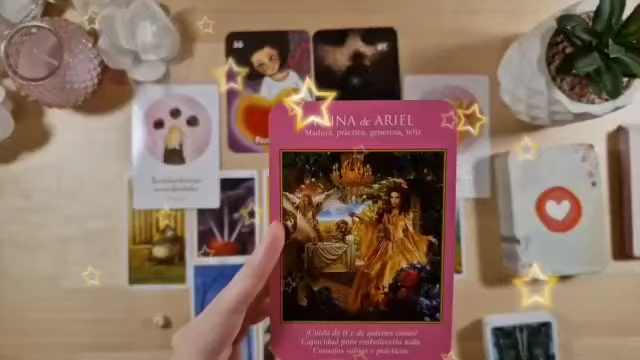 INA de ARIEL
Madura, práctica, generosa, feliz
¡Cuida de ti y de quienes amas!
Capacidad para embellecerlo todo
Consejos sabios y prácticos